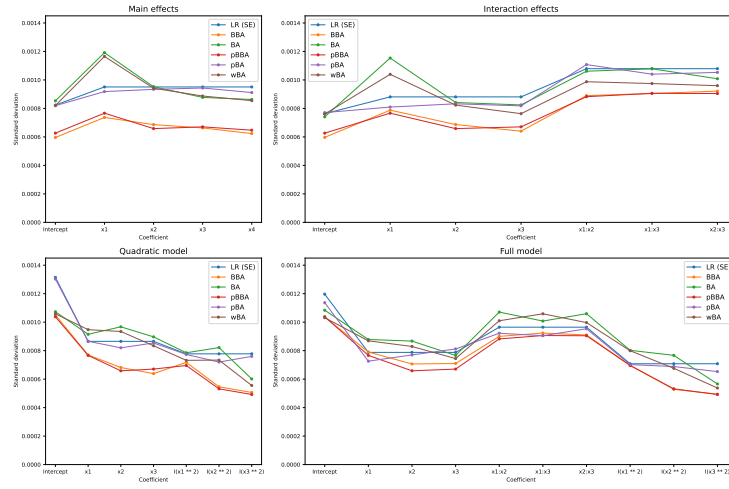 Main effects
Standard deviation
0.0014
0.0012
0.0010
0.0008
0.0006
0.0004
0.0002
0.0000
LR (SE)
BBA
BA
pBBA
pBA
wBA
Intercept x1 x2 x3 x4
Coefficient
Interaction effects
Standard deviation
0.0014
0.0012
0.0010
0.0008
0.0006
0.0004
0.0002
0.0000
LR (SE)
BBA
BA
pBBA
pBA
wBA
Intercept x1 x2 x3 x1:x2 x1:x3 x2:x3
Coefficient
Quadratic model
Standard deviation
0.0014
0.0012
0.0010
0.0008
0.0006
0.0004
0.0002
0.0000
LR (SE)
BBA
BA
pBBA
pBA
wBA
Intercept x1 x2 x3 I(x1 ** 2) I(x2 ** 2) I(x3 ** 2)
Coefficient
Full model
Standard deviation
0.0014
0.0012
0.0010
0.0008
0.0006
0.0004
0.0002
0.0000
LR (SE)
BBA
BA
pBBA
pBA
wBA
Intercept x1 x2 x3 x1:x2 x1:x3 x2:x3 I(x1 ** 2) I(x2 ** 2) I(x3 ** 2)
Coefficient